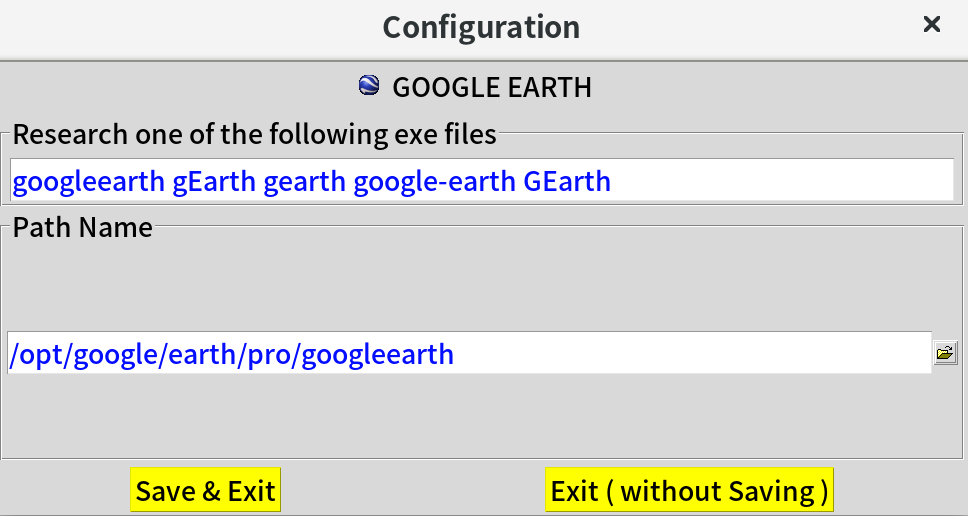 Configuration
GOOGLE EARTH
Research one of the following exe files
googleearth gEarth gearth google-earth GEarth
Path Name
/opt/google/earth/pro/googleearth
Save & Exit
Exit ( without Saving )